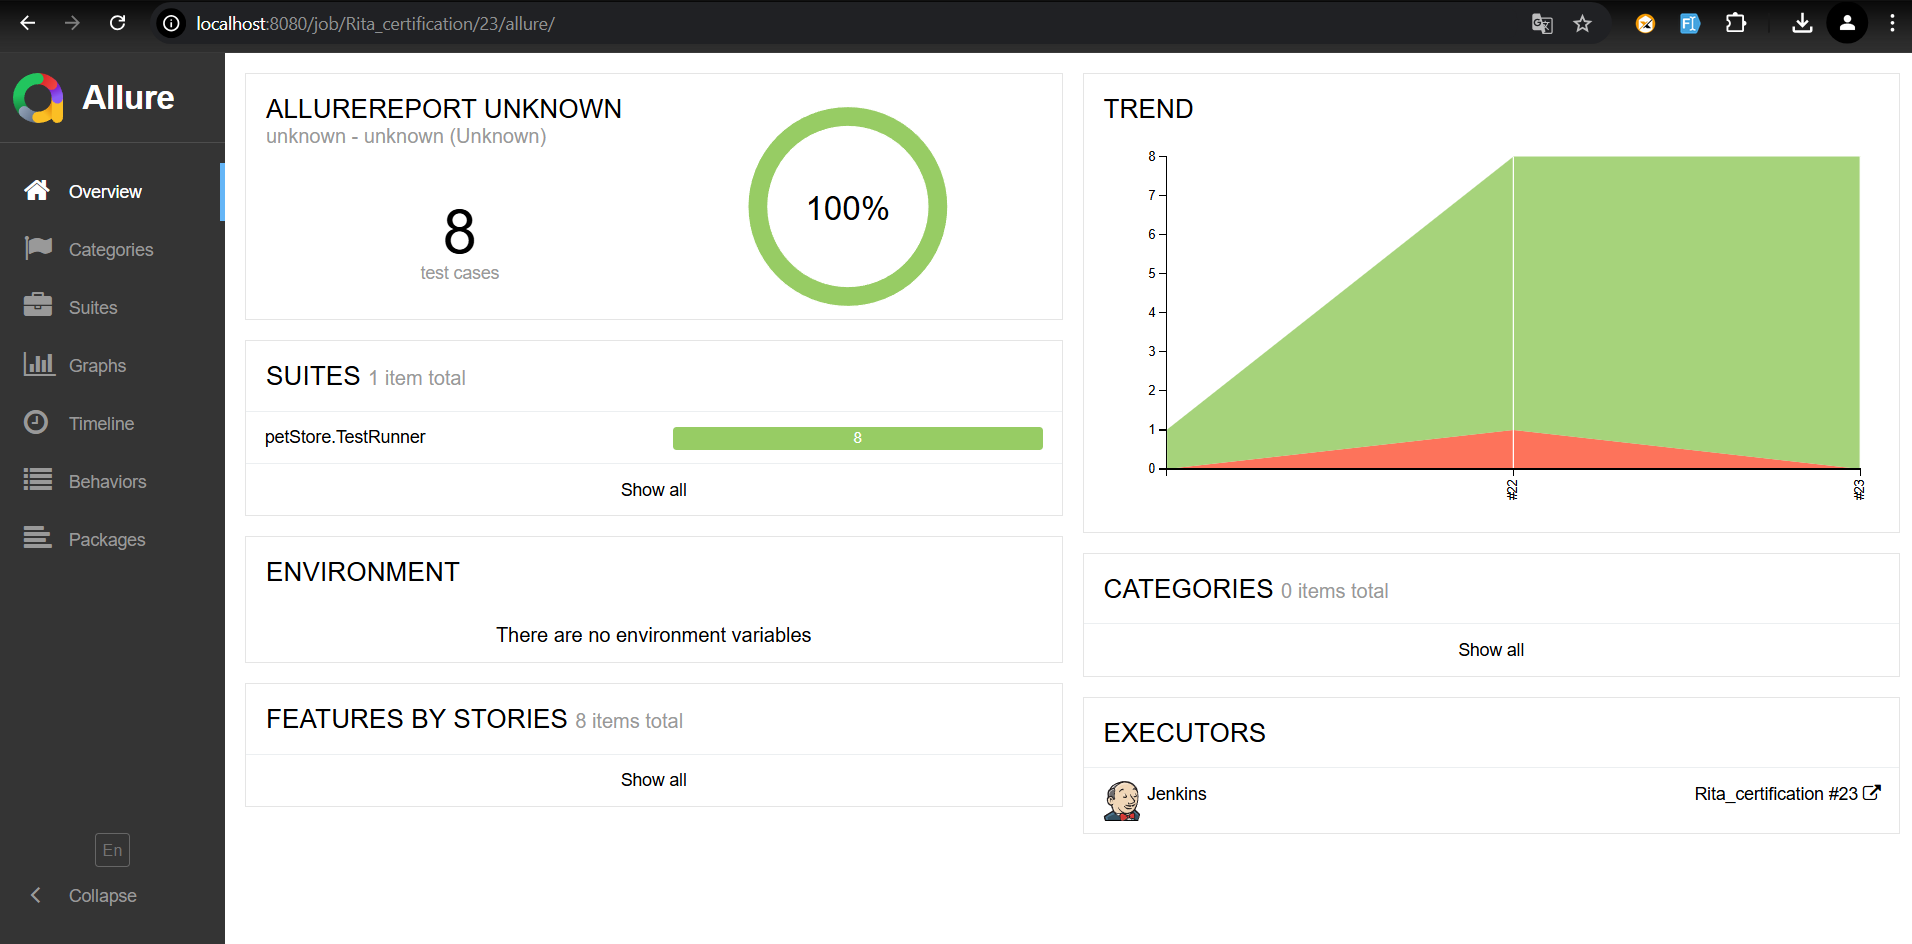 localhost:8080/job/Rita_certification/23/allure/
Allure
Overview
Categories
Suites
Graphs
Timeline
Behaviors
Packages
En
Collapse
ALLUREREPORT UNKNOWN
unknown - unknown (Unknown)
8
test cases
100%
SUITES 1 item total
petStore.TestRunner 8
Show all
ENVIRONMENT
There are no environment variables
FEATURES BY STORIES 8 items total
Show all
TREND
8
7
6
5
4
3
2
1
0
#22
#23
CATEGORIES 0 items total
Show all
EXECUTORS
Jenkins Rita_certification #23